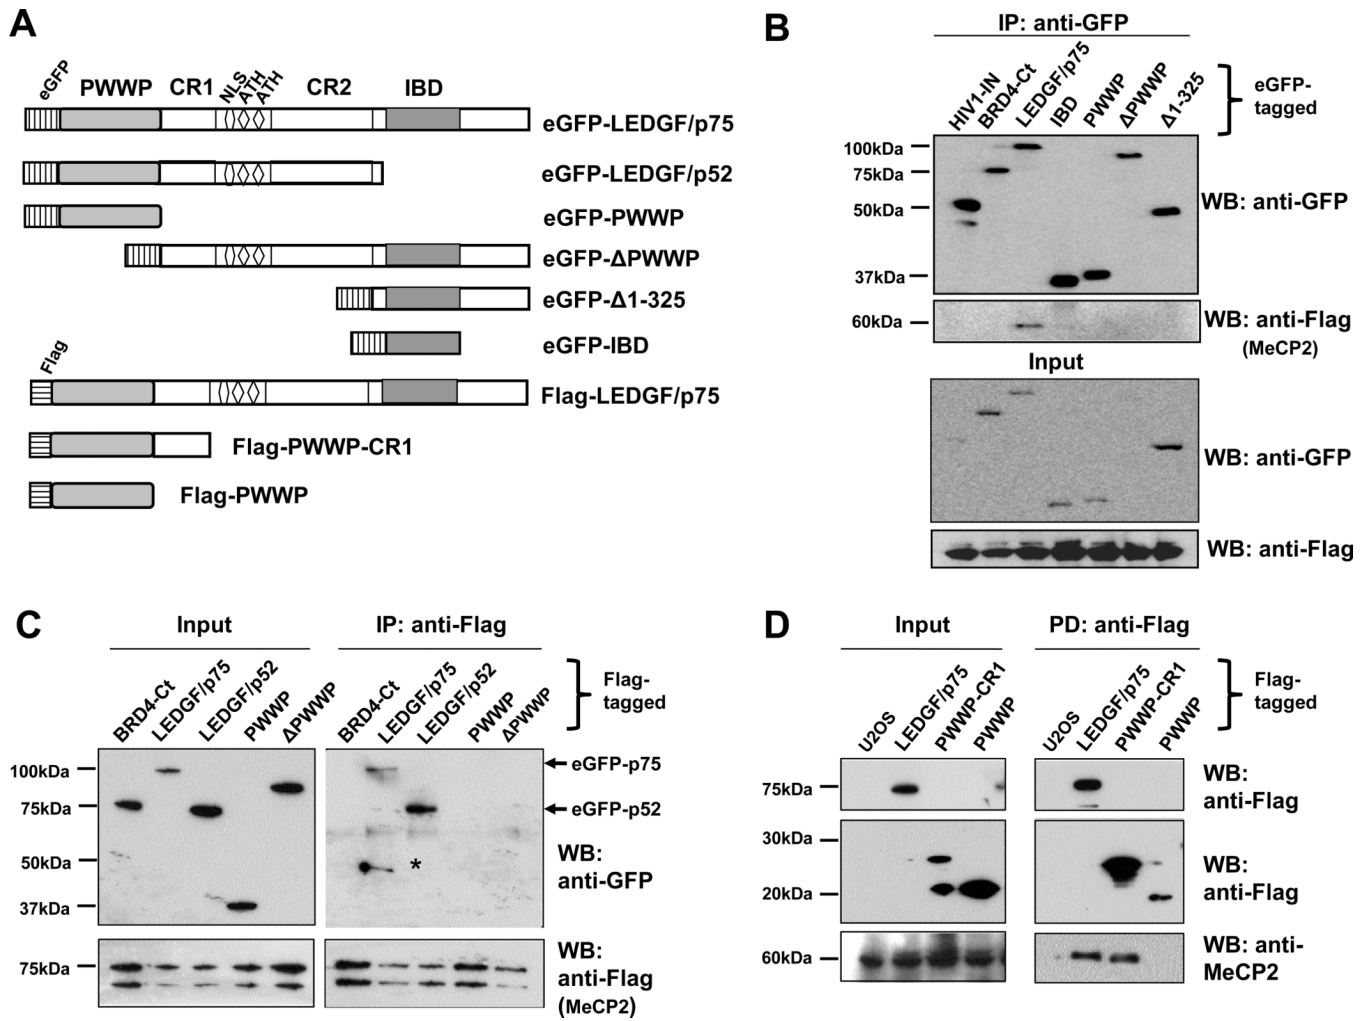 A
eGFP
PWWP
CR1
NLS
ATH
ATH
CR2
IBD
eGFP-LEDGF/p75
eGFP-LEDGF/p52
eGFP-PWWP
eGFP-ΔPWWP
eGFP-Δ1-325
eGFP-IBD
Flag
Flag-LEDGF/p75
Flag-PWWP-CR1
Flag-PWWP
B
IP: anti-GFP
HIV1-IN
BRD4-Ct
LEDGF/p75
IBD
PWWP
ΔPWWP
Δ1-325
eGFP-
tagged
100kDa
75kDa
50kDa
37kDa
WB: anti-GFP
60kDa
WB: anti-Flag
(MeCP2)
Input
WB: anti-GFP
WB: anti-Flag
C
Input
IP: anti-Flag
BRD4-Ct
LEDGF/p75
LEDGF/p52
PWWP
ΔPWWP
BRD4-Ct
LEDGF/p75
LEDGF/p52
PWWP
ΔPWWP
Flag-
tagged
100kDa
75kDa
50kDa
37kDa
eGFP-p75
eGFP-p52
*
WB:
anti-GFP
75kDa
WB:
anti-Flag
(MeCP2)
D
Input
PD: anti-Flag
U2OS
LEDGF/p75
PWWP-CR1
PWWP
U2OS
LEDGF/p75
PWWP-CR1
PWWP
Flag-
tagged
75kDa
WB:
anti-Flag
30kDa
20kDa
WB:
anti-Flag
60kDa
WB: anti-
MeCP2